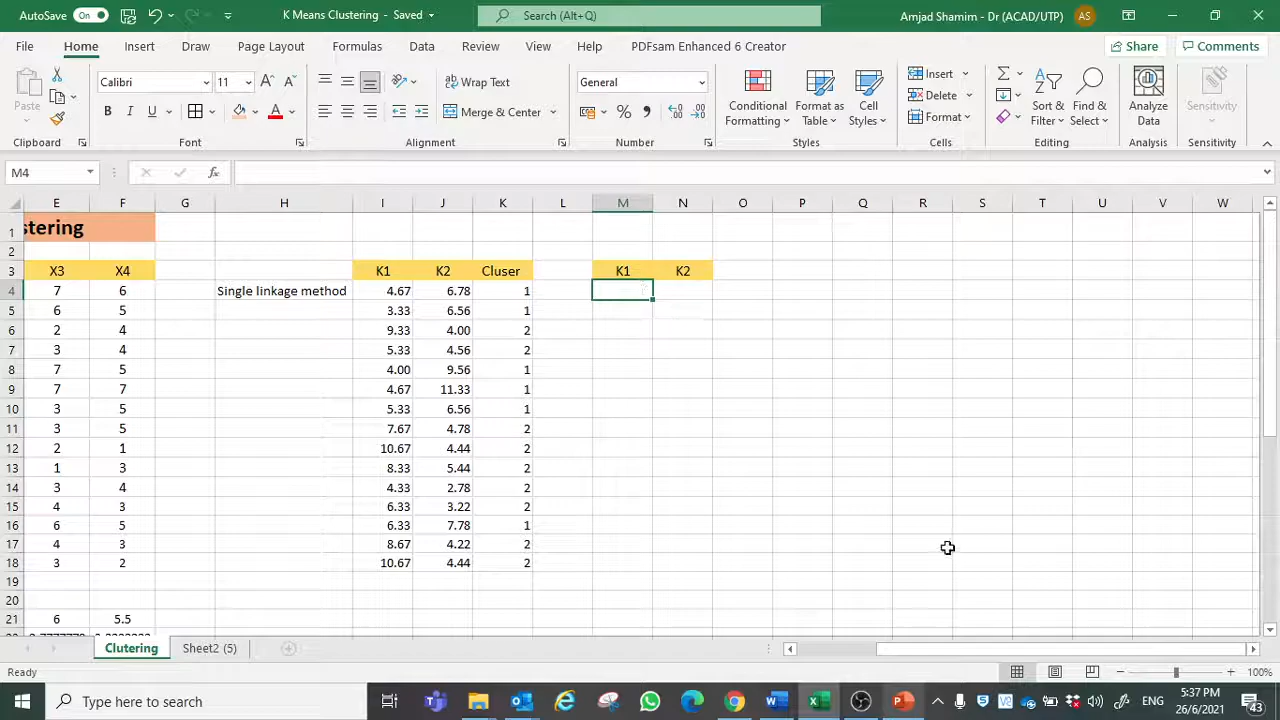 AutoSave On K Means Clustering - Saved Search (Alt+Q) Amjad Shamim - Dr (ACAD/UTP) AS
File Home Insert Draw Page Layout Formulas Data Review View Help PDFsam Enhanced 6 Creator Share Comments
Paste Calibri 11 Wrap Text General Conditional Formatting Format as Table Cell Styles Insert Sort & Filter Find & Select Analyze Data Sensitivity
B I U A Merge & Center % Delete
Format
Clipboard Font Alignment Number Styles Cells Editing Analysis Sensitivity
M4 fx
E F G H I J K L M N O P Q R S T U V W
1 stering
2
3 X3 X4 K1 K2 Cluser K1 K2
4 7 6 Single linkage method 4.67 6.78 1
5 6 5 3.33 6.56 1
6 2 4 9.33 4.00 2
7 3 4 5.33 4.56 2
8 7 5 4.00 9.56 1
9 7 7 4.67 11.33 1
10 3 5 5.33 6.56 1
11 3 5 7.67 4.78 2
12 2 1 10.67 4.44 2
13 1 3 8.33 5.44 2
14 3 4 4.33 2.78 2
15 4 3 6.33 3.22 2
16 6 5 6.33 7.78 1
17 4 3 8.67 4.22 2
18 3 2 10.67 4.44 2
19
20
21 6 5.5
Clutering Sheet2 (5)
Ready 100%
Type here to search ENG 5:37 PM
26/6/2021 43